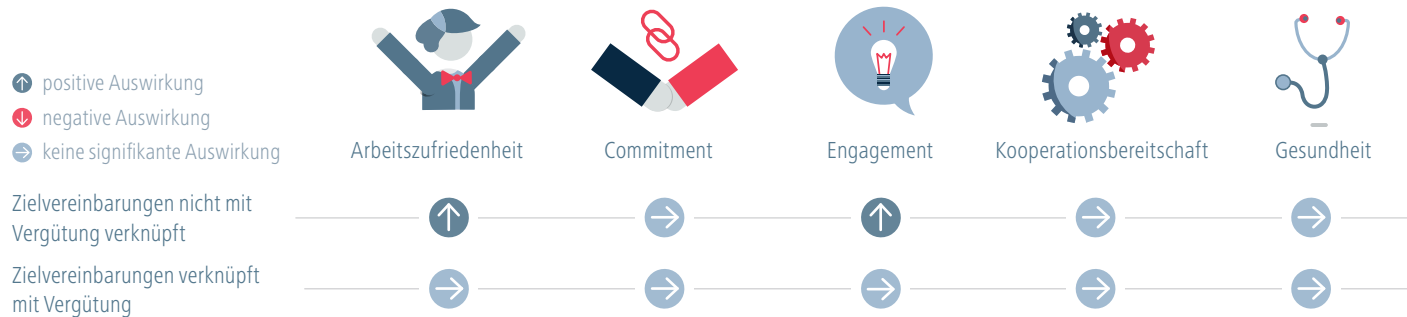 positive Auswirkung
negative Auswirkung
keine signifikante Auswirkung
Arbeitszufriedenheit
Commitment
Engagement
Kooperationsbereitschaft
Gesundheit
Zielvereinbarungen nicht mit
Vergütung verknüpft
Zielvereinbarungen verknüpft
mit Vergütung